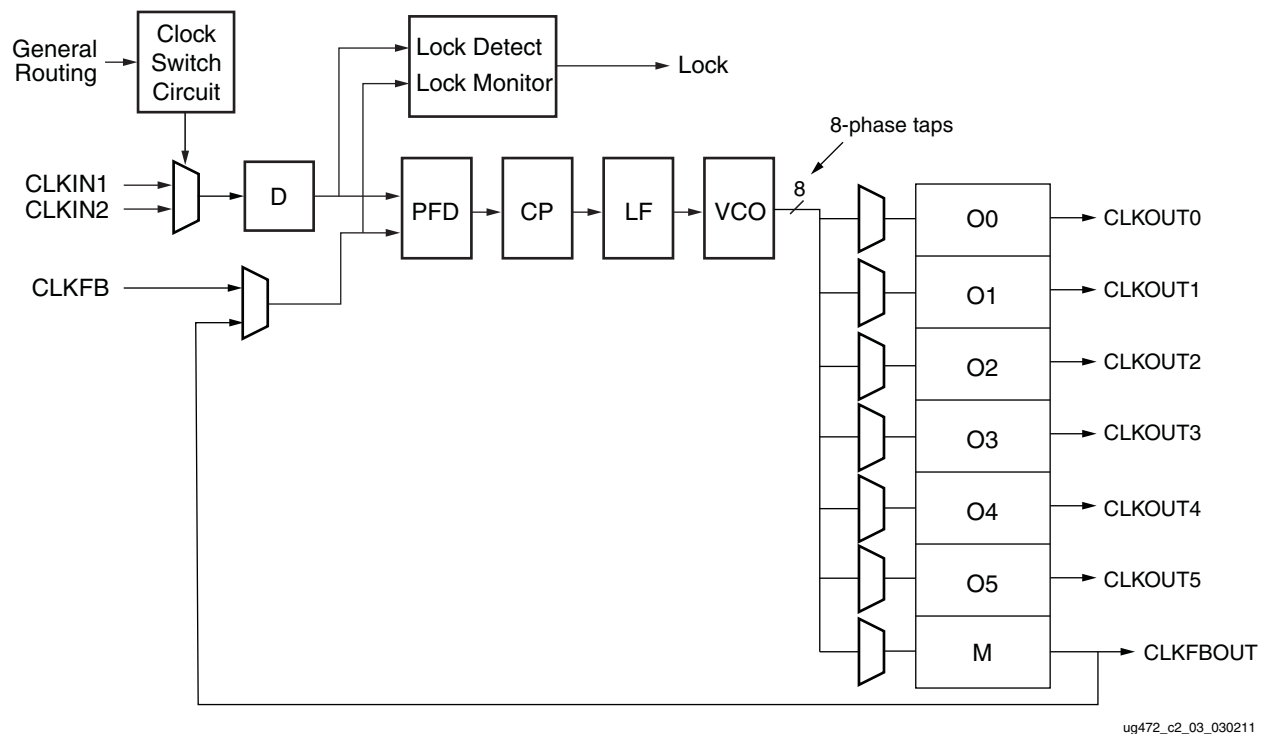 General
Routing
Clock
Switch
Circuit
Lock Detect
Lock Monitor
Lock
8-phase taps
CLKIN1
CLKIN2
D
PFD
CP
LF
VCO
8
O0
CLKOUT0
CLKFB
O1
CLKOUT1
O2
CLKOUT2
O3
CLKOUT3
O4
CLKOUT4
O5
CLKOUT5
M
CLKFBOUT
ug472_c2_03_030211